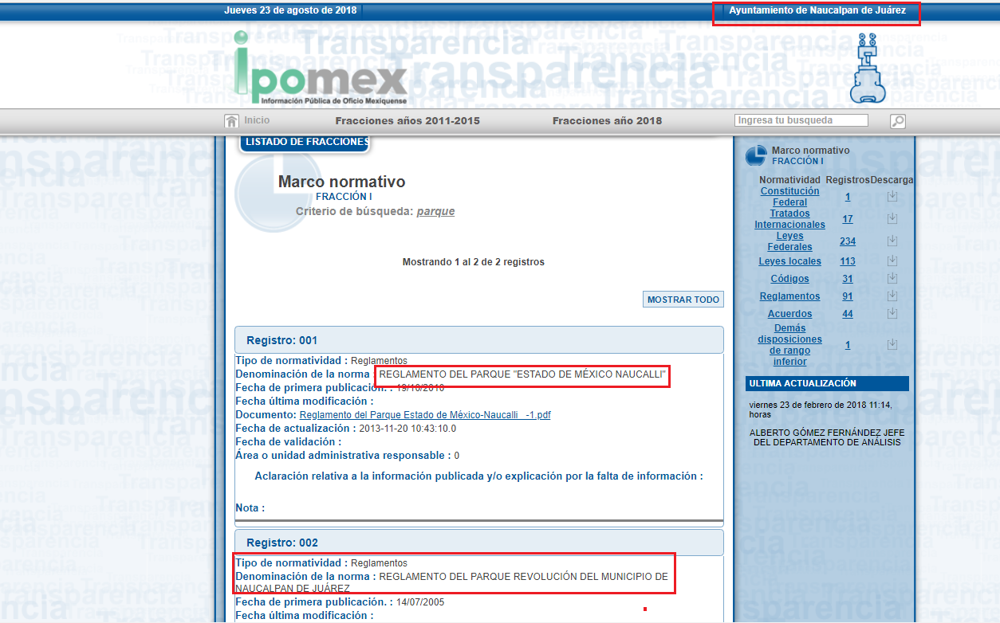 Jueves 23 de agosto de 2018
Ayuntamiento de Naucalpan de Juárez
ipomex
Información Pública de Oficio Mexiquense
Inicio
Fracciones años 2011-2015
Fracciones año 2018
Ingresa tu busqueda
LISTADO DE FRACCIONES
Marco normativo
FRACCIÓN I
Criterio de búsqueda: parque
Mostrando 1 al 2 de 2 registros
MOSTRAR TODO
Registro: 001
Tipo de normatividad : Reglamentos
Denominación de la norma : REGLAMENTO DEL PARQUE "ESTADO DE MÉXICO NAUCALLI"
Fecha de primera publicación. : 19/10/2010
Fecha última modificación :
Documento: Reglamento del Parque Estado de México-Naucalli _-1.pdf
Fecha de actualización : 2013-11-20 10:43:10.0
Fecha de validación :
Área o unidad administrativa responsable : 0
Aclaración relativa a la información publicada y/o explicación por la falta de información :
Nota :
Registro: 002
Tipo de normatividad : Reglamentos
Denominación de la norma : REGLAMENTO DEL PARQUE REVOLUCIÓN DEL MUNICIPIO DE
NAUCALPAN DE JUÁREZ
Fecha de primera publicación. : 14/07/2005
Fecha última modificación :
Marco normativo
FRACCIÓN I
Normatividad Registros Descarga
Constitución
Federal 1
Tratados
Internacionales 17
Leyes
Federales 234
Leyes locales 113
Códigos 31
Reglamentos 91
Acuerdos 44
Demás
disposiciones
de rango 1
inferior
ULTIMA ACTUALIZACIÓN
viernes 23 de febrero de 2018 11:14,
horas
ALBERTO GÓMEZ FERNÁNDEZ JEFE
DEL DEPARTAMENTO DE ANÁLISIS